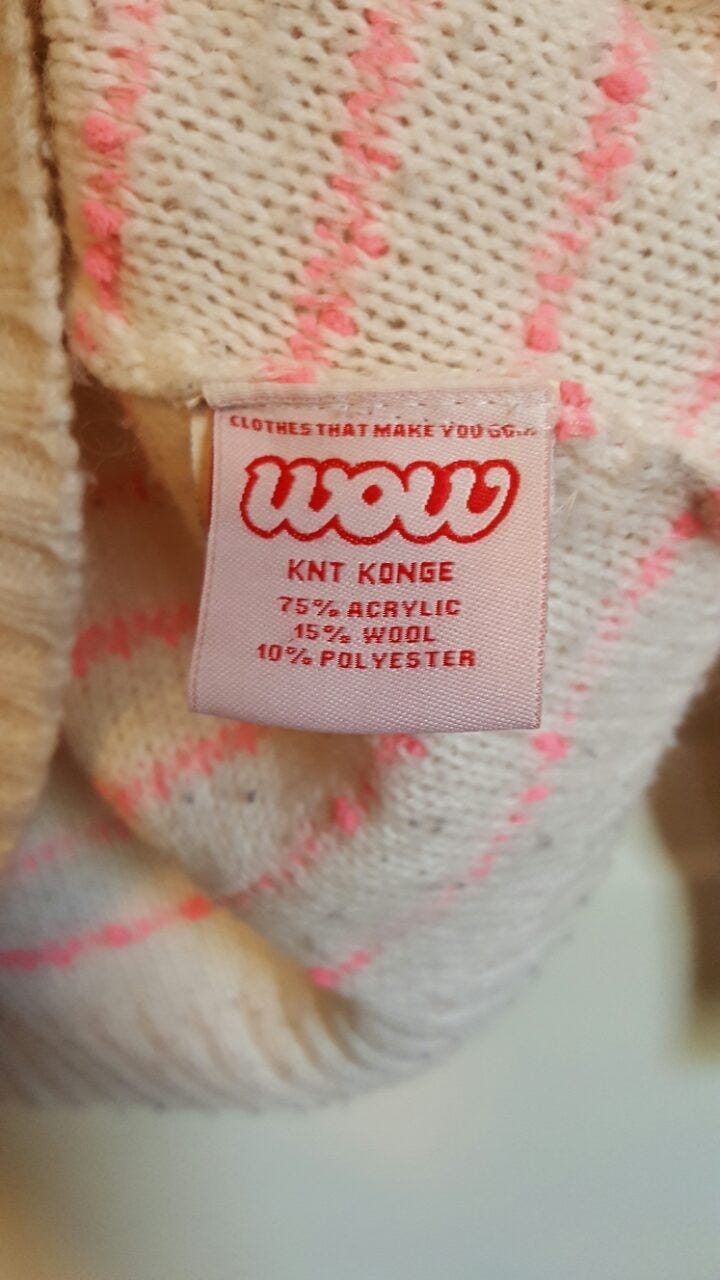 CLOTHES THAT MAKE YOU GO...
WOW
KNT KONGE
75% ACRYLIC
15% WOOL
10% POLYESTER